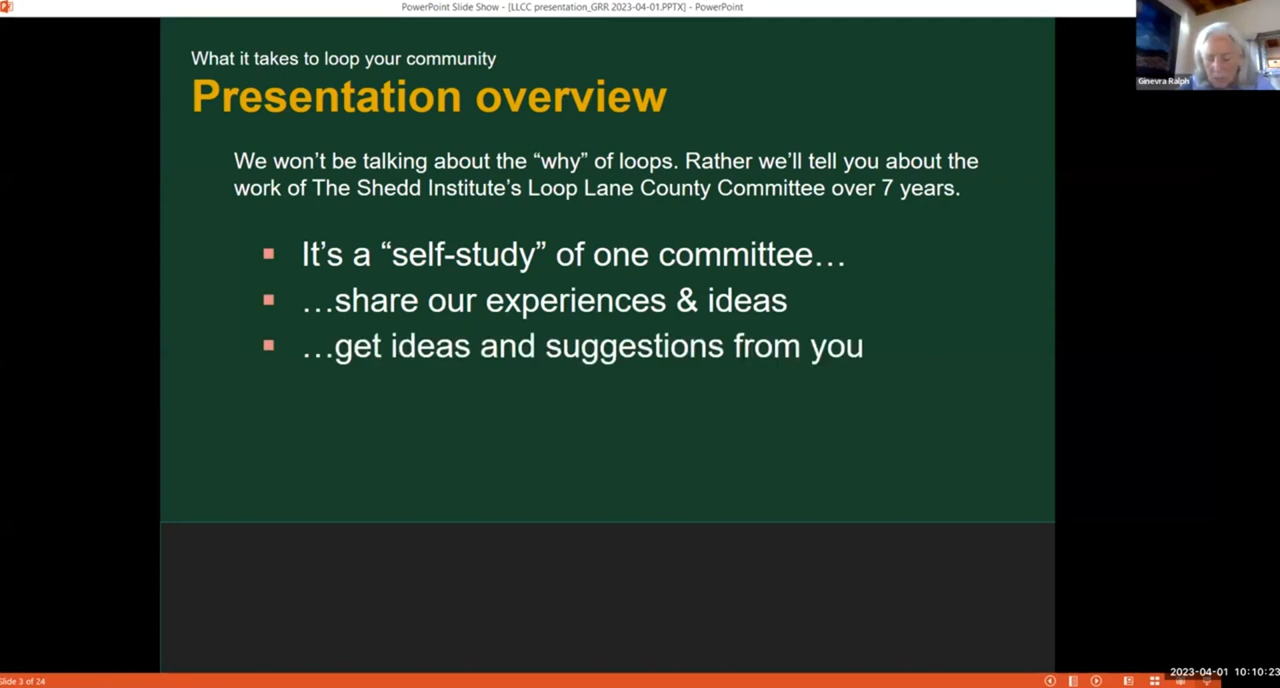 PowerPoint Slide Show - [LLCC presentation_GRR 2023-04-01.PPTX] - PowerPoint
Ginevra Ralph
What it takes to loop your community
Presentation overview
We won't be talking about the “why” of loops. Rather we'll tell you about the
work of The Shedd Institute's Loop Lane County Committee over 7 years.
It's a “self-study” of one committee…
…share our experiences & ideas
…get ideas and suggestions from you
2023-04-01 10:10:23
Slide 3 of 24